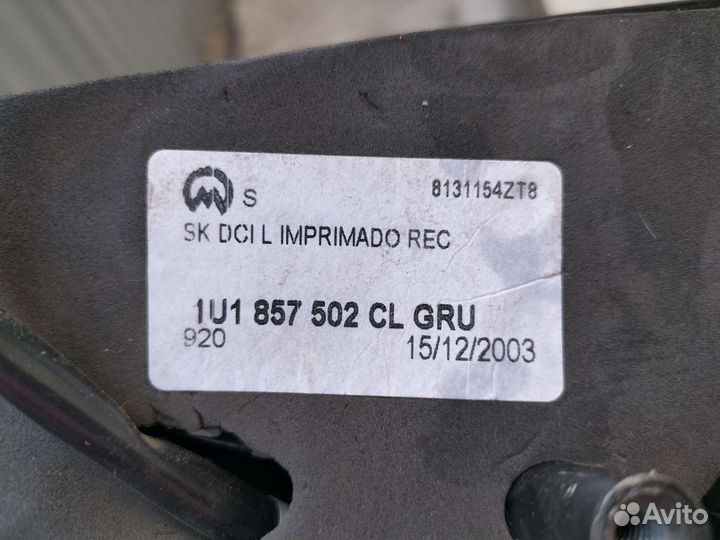 S 8131154ZT8
SK DCI L IMPRIMADO REC
1U1 857 502 CL GRU
920 15/12/2003
Avito